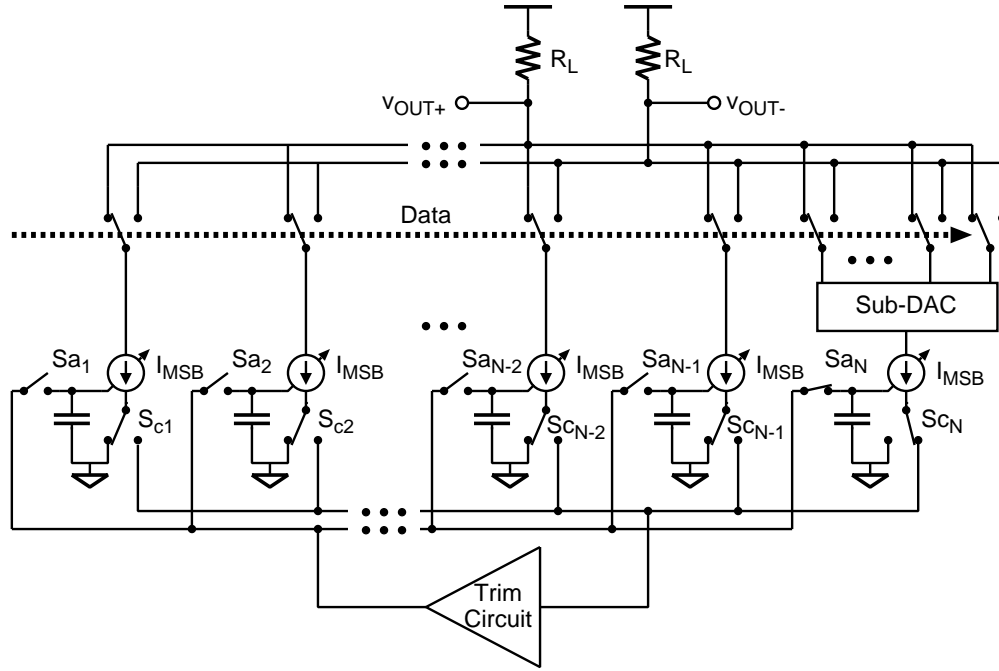 R_L
R_L
v_OUT+
v_OUT-
Data
Sub-DAC
Sa_1
I_MSB
Sa_2
I_MSB
Sa_N-2
I_MSB
Sa_N-1
I_MSB
Sa_N
I_MSB
S_c1
S_c2
Sc_N-2
Sc_N-1
Sc_N
Trim
Circuit